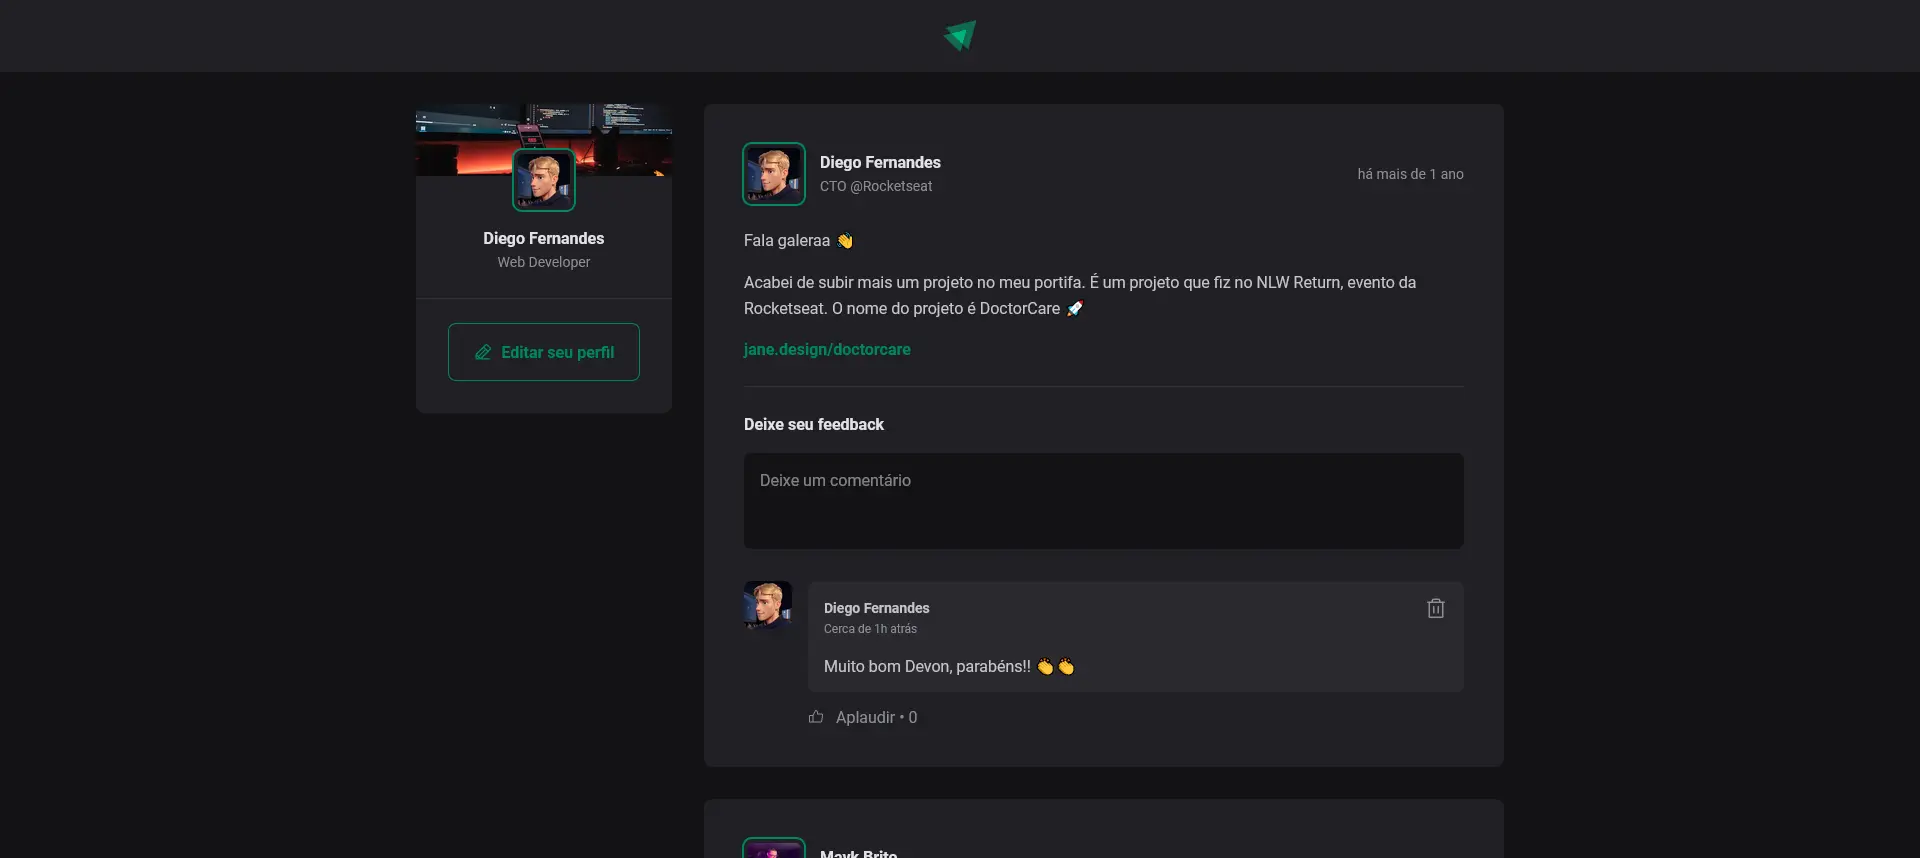 Diego Fernandes
Web Developer
Editar seu perfil
Diego Fernandes
CTO @Rocketseat
há mais de 1 ano
Fala galeraa 👋
Acabei de subir mais um projeto no meu portifa. É um projeto que fiz no NLW Return, evento da
Rocketseat. O nome do projeto é DoctorCare 🚀
jane.design/doctorcare
Deixe seu feedback
Deixe um comentário
Diego Fernandes
Cerca de 1h atrás
Muito bom Devon, parabéns!! 👏👏
Aplaudir • 0
Mayk Brito